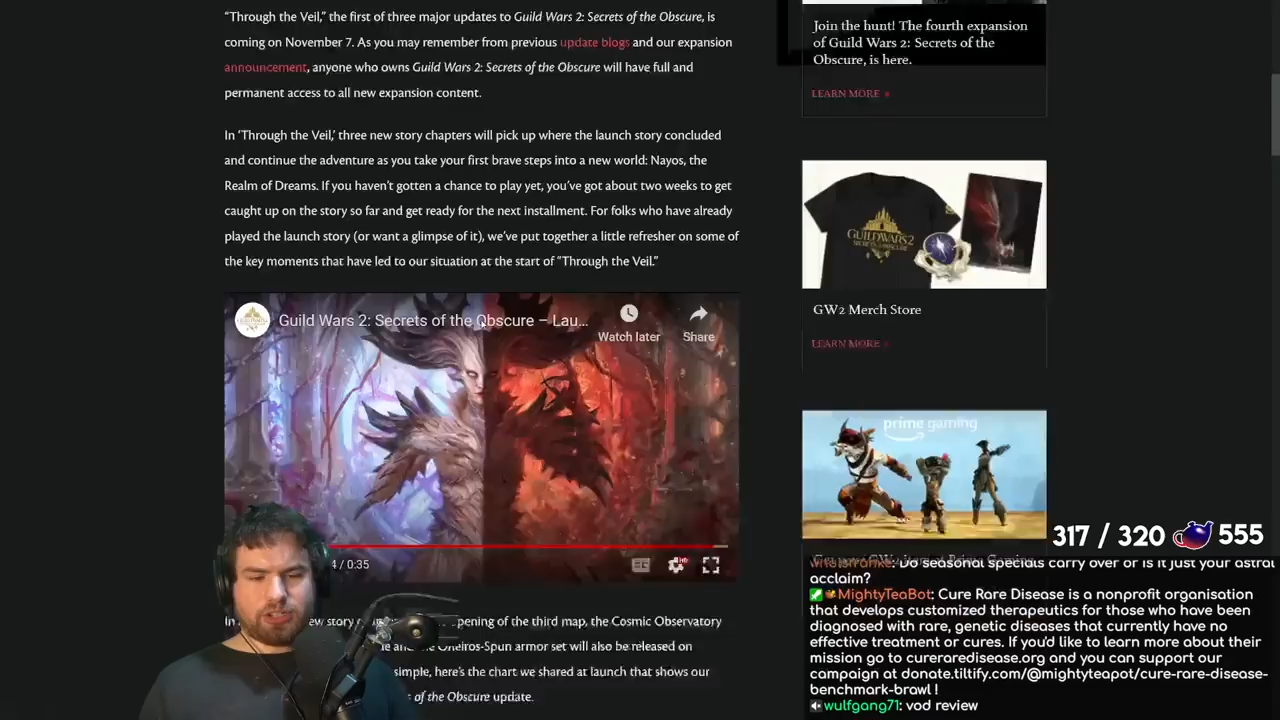 “Through the Veil,” the first of three major updates to Guild Wars 2: Secrets of the Obscure, is
coming on November 7. As you may remember from previous update blogs and our expansion
announcement, anyone who owns Guild Wars 2: Secrets of the Obscure will have full and
permanent access to all new expansion content.
In ‘Through the Veil,’ three new story chapters will pick up where the launch story concluded
and continue the adventure as you take your first brave steps into a new world: Nayos, the
Realm of Dreams. If you haven’t gotten a chance to play yet, you’ve got about two weeks to get
caught up on the story so far and get ready for the next installment. For folks who have already
played the launch story (or want a glimpse of it), we’ve put together a little refresher on some of
the key moments that have led to our situation at the start of “Through the Veil.”
Guild Wars 2: Secrets of the Obscure – Lau...
Watch later
Share
4 / 0:35
In
ew story
pening of the third map, the Cosmic Observatory
Oneiros-Spun armor set will also be released on
simple, here’s the chart we shared at launch that shows our
s of the Obscure update.
Join the hunt! The fourth expansion
of Guild Wars 2: Secrets of the
Obscure, is here.
LEARN MORE »
GUILD WARS 2
SECRETS OF THE OBSCURE
GW2 Merch Store
LEARN MORE »
prime gaming
317 / 320 555
: Do seasonal specials carry over or is it just your astral
acclaim?
MightyTeaBot: Cure Rare Disease is a nonprofit organisation
that develops customized therapeutics for those who have been
diagnosed with rare, genetic diseases that currently have no
effective treatment or cures. If you'd like to learn more about their
mission go to cureraredisease.org and you can support our
campaign at donate.tiltify.com/@mightyteapot/cure-rare-disease-
benchmark-brawl !
wulfgang71: vod review